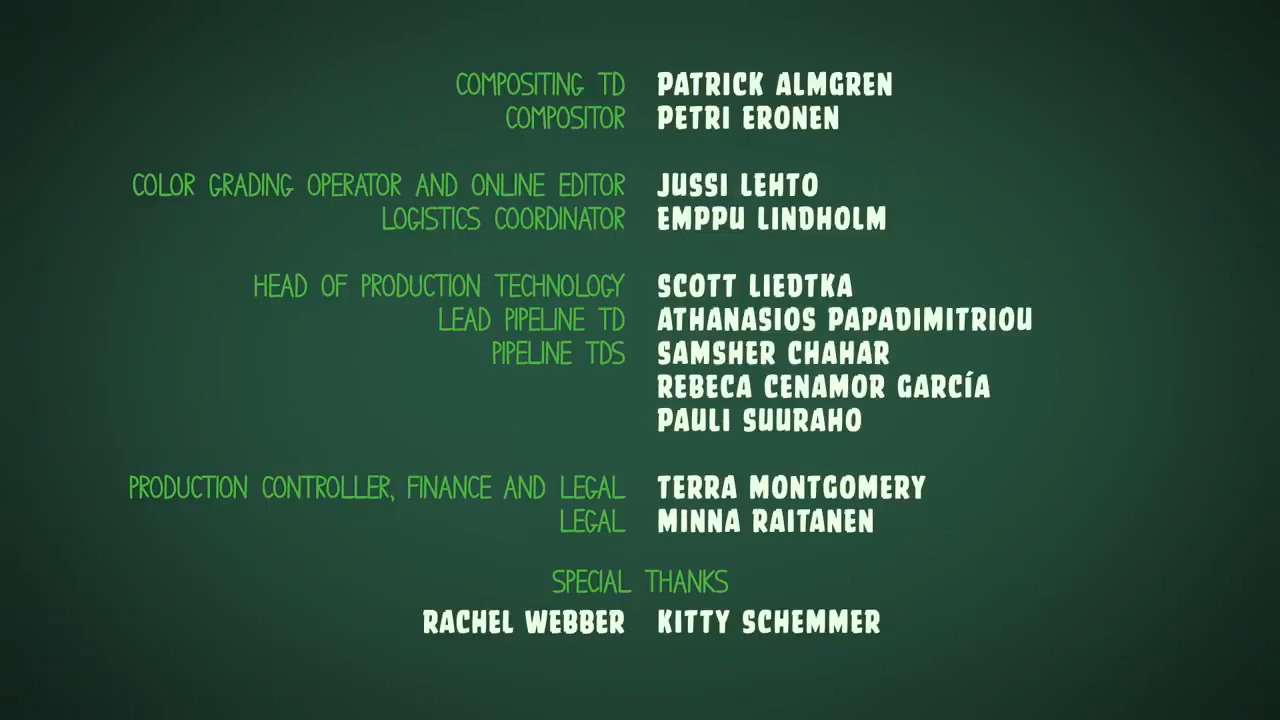 COMPOSITING TD PATRICK ALMGREN
COMPOSITOR PETRI ERONEN
COLOR GRADING OPERATOR AND ONLINE EDITOR JUSSI LEHTO
LOGISTICS COORDINATOR EMPPU LINDHOLM
HEAD OF PRODUCTION TECHNOLOGY SCOTT LIEDTKA
LEAD PIPELINE TD ATHANASIOS PAPADIMITRIOU
PIPELINE TDS SAMSHER CHAHAR
REBECA CENAMOR GARCÍA
PAULI SUURAHO
PRODUCTION CONTROLLER, FINANCE AND LEGAL TERRA MONTGOMERY
LEGAL MINNA RAITANEN
SPECIAL THANKS
RACHEL WEBBER KITTY SCHEMMER